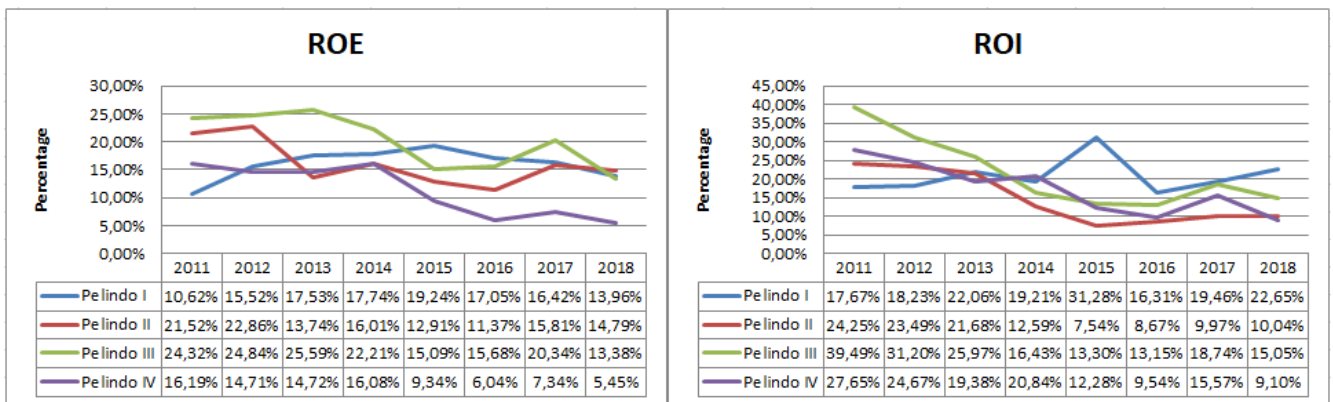 ROE
Percentage
30,00%
25,00%
20,00%
15,00%
10,00%
5,00%
0,00%
2011 2012 2013 2014 2015 2016 2017 2018
Pelindo I 10,62% 15,52% 17,53% 17,74% 19,24% 17,05% 16,42% 13,96%
Pelindo II 21,52% 22,86% 13,74% 16,01% 12,91% 11,37% 15,81% 14,79%
Pelindo III 24,32% 24,84% 25,59% 22,21% 15,09% 15,68% 20,34% 13,38%
Pelindo IV 16,19% 14,71% 14,72% 16,08% 9,34% 6,04% 7,34% 5,45%
ROI
Percentage
45,00%
40,00%
35,00%
30,00%
25,00%
20,00%
15,00%
10,00%
5,00%
0,00%
2011 2012 2013 2014 2015 2016 2017 2018
Pelindo I 17,67% 18,23% 22,06% 19,21% 31,28% 16,31% 19,46% 22,65%
Pelindo II 24,25% 23,49% 21,68% 12,59% 7,54% 8,67% 9,97% 10,04%
Pelindo III 39,49% 31,20% 25,97% 16,43% 13,30% 13,15% 18,74% 15,05%
Pelindo IV 27,65% 24,67% 19,38% 20,84% 12,28% 9,54% 15,57% 9,10%